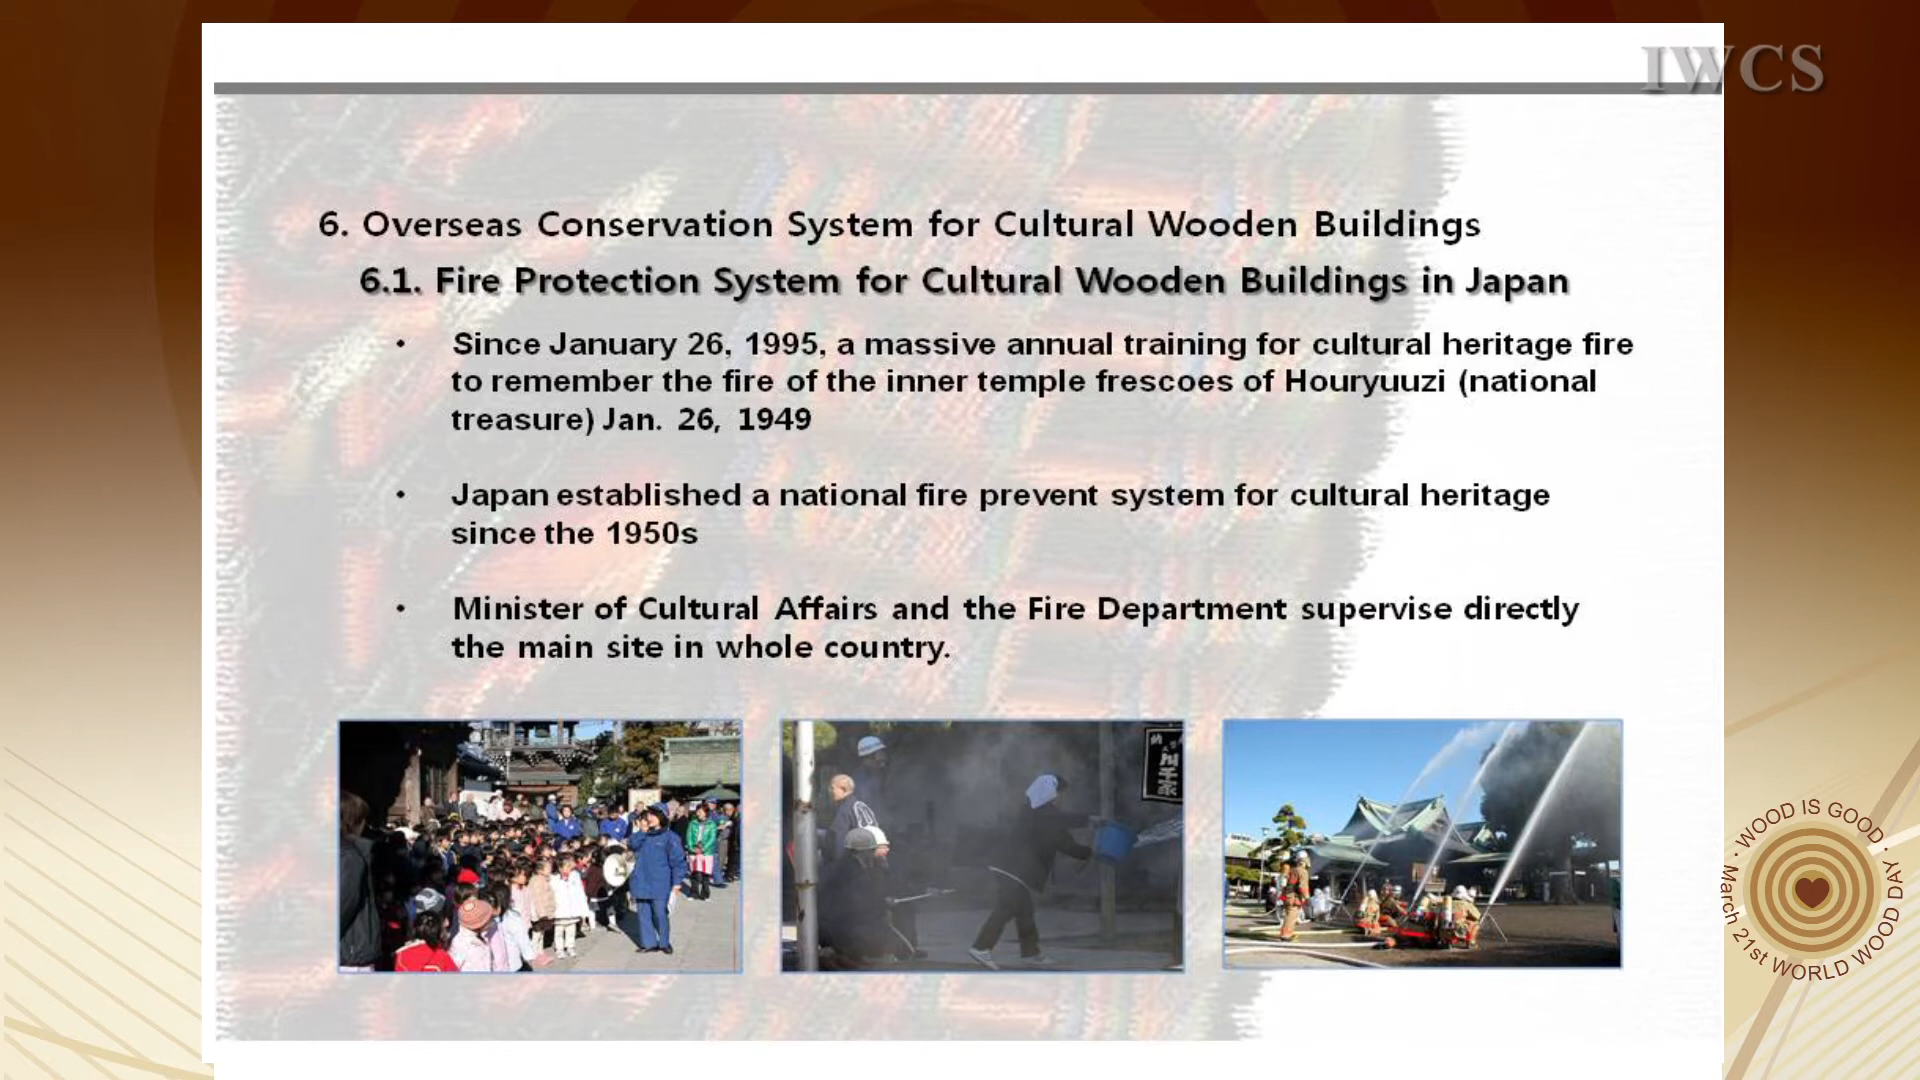 IWCS
6. Overseas Conservation System for Cultural Wooden Buildings
6.1. Fire Protection System for Cultural Wooden Buildings in Japan
• Since January 26, 1995, a massive annual training for cultural heritage fire
to remember the fire of the inner temple frescoes of Houryuuzi (national
treasure) Jan. 26, 1949
• Japan established a national fire prevent system for cultural heritage
since the 1950s
• Minister of Cultural Affairs and the Fire Department supervise directly
the main site in whole country.
· WOOD IS GOOD ·
March 21st WORLD WOOD DAY